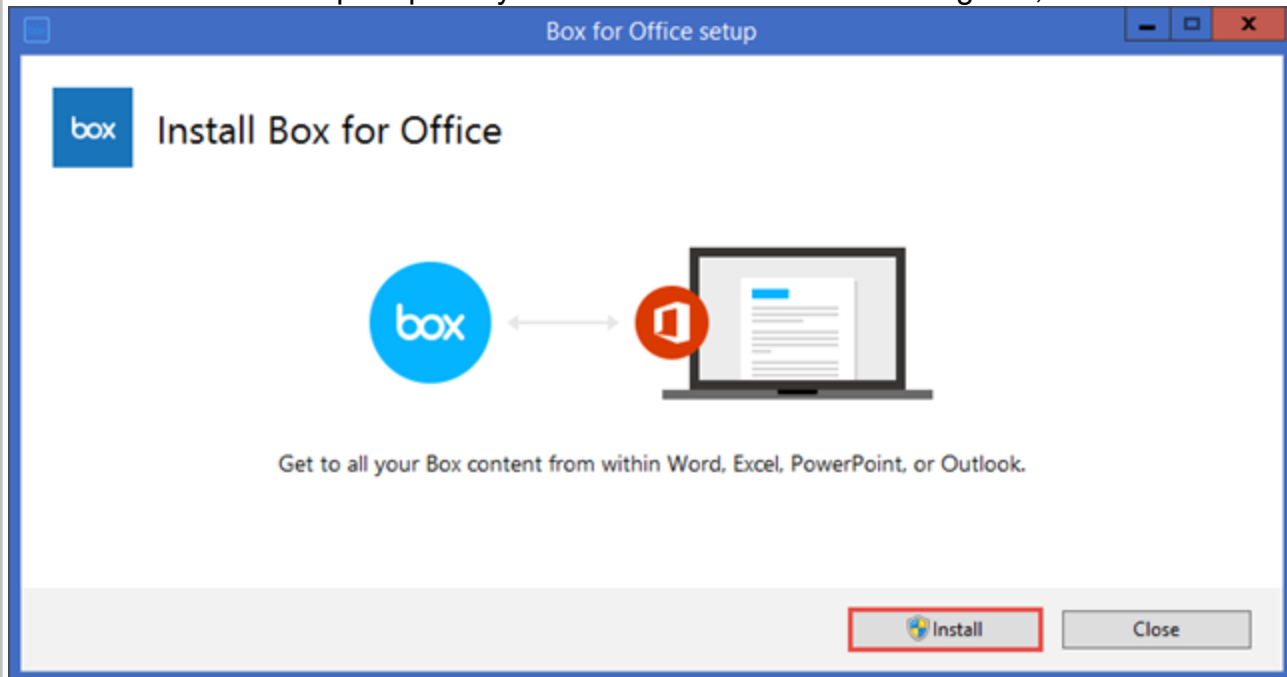 Box for Office setup
box
Install Box for Office
box
Get to all your Box content from within Word, Excel, PowerPoint, or Outlook.
Install
Close